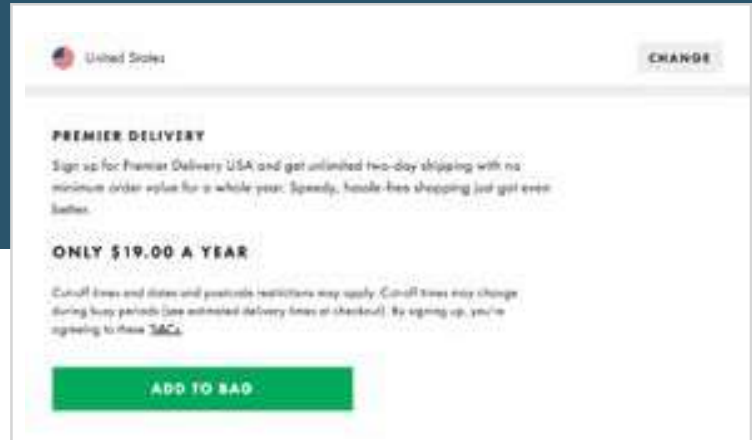 United States
CHANGE
PREMIER DELIVERY
Sign up for Premier Delivery USA and get unlimited two-day shipping with no
minimum order value for a whole year. Speedy, hassle-free shopping just got even
better.
ONLY $19.00 A YEAR
Cut-off times and dates and postcode restrictions may apply. Cut-off times may change
during busy periods (see estimated delivery times at checkout). By signing up, you're
agreeing to these T&Cs.
ADD TO BAG